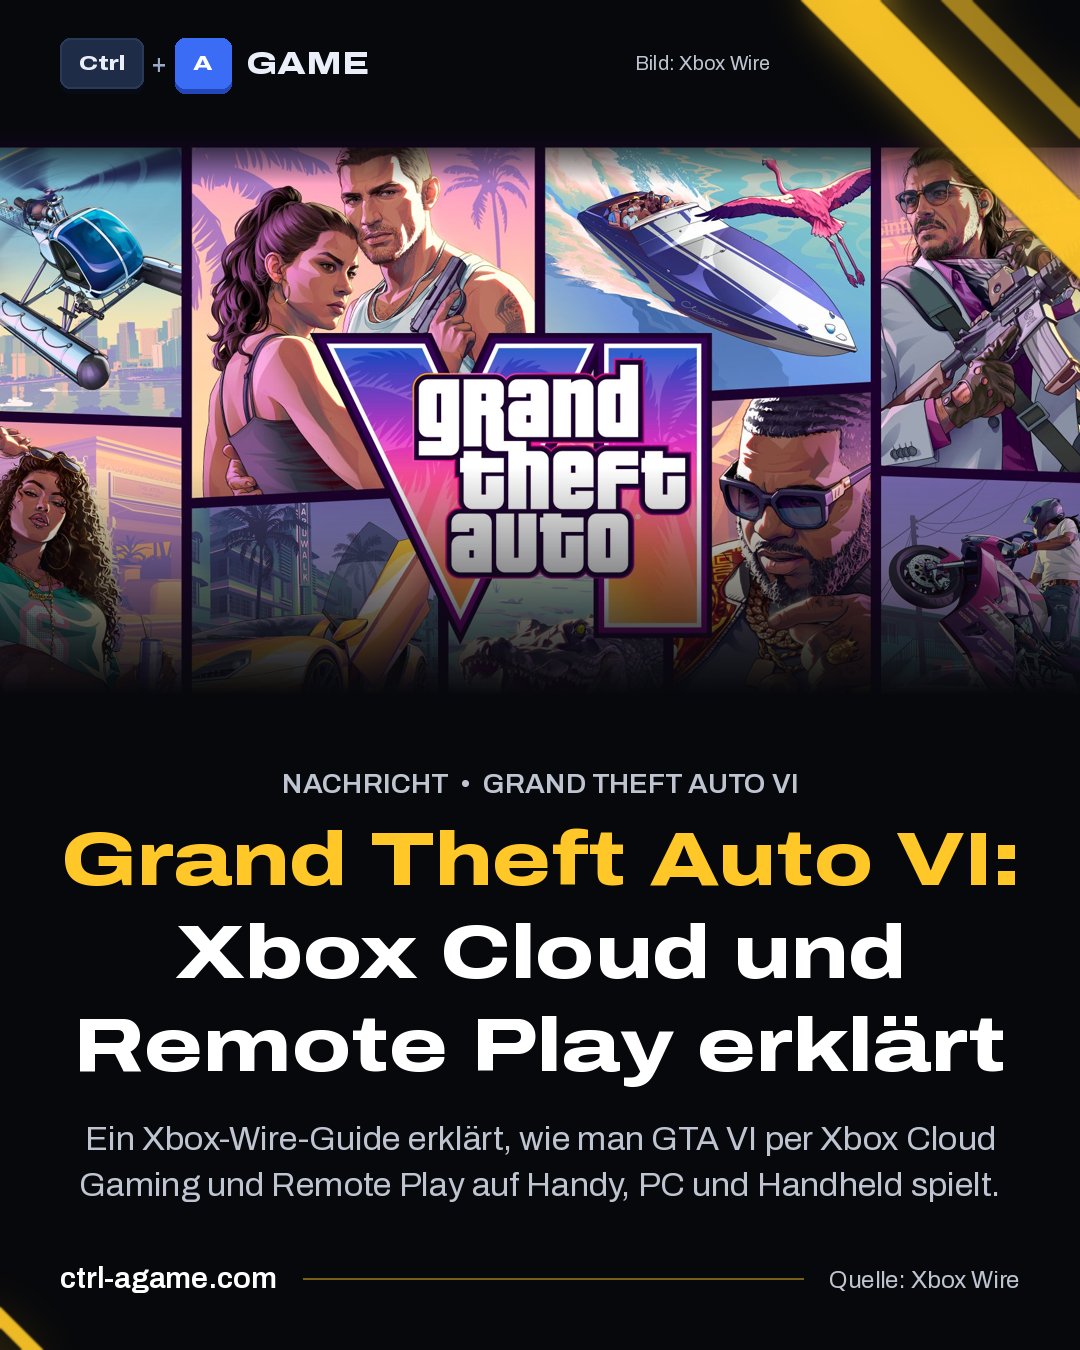 Ctrl + A GAME
Bild: Xbox Wire
grand
theft
auto
VI
NACHRICHT • GRAND THEFT AUTO VI
Grand Theft Auto VI:
Xbox Cloud und
Remote Play erklärt
Ein Xbox-Wire-Guide erklärt, wie man GTA VI per Xbox Cloud
Gaming und Remote Play auf Handy, PC und Handheld spielt.
ctrl-agame.com
Quelle: Xbox Wire